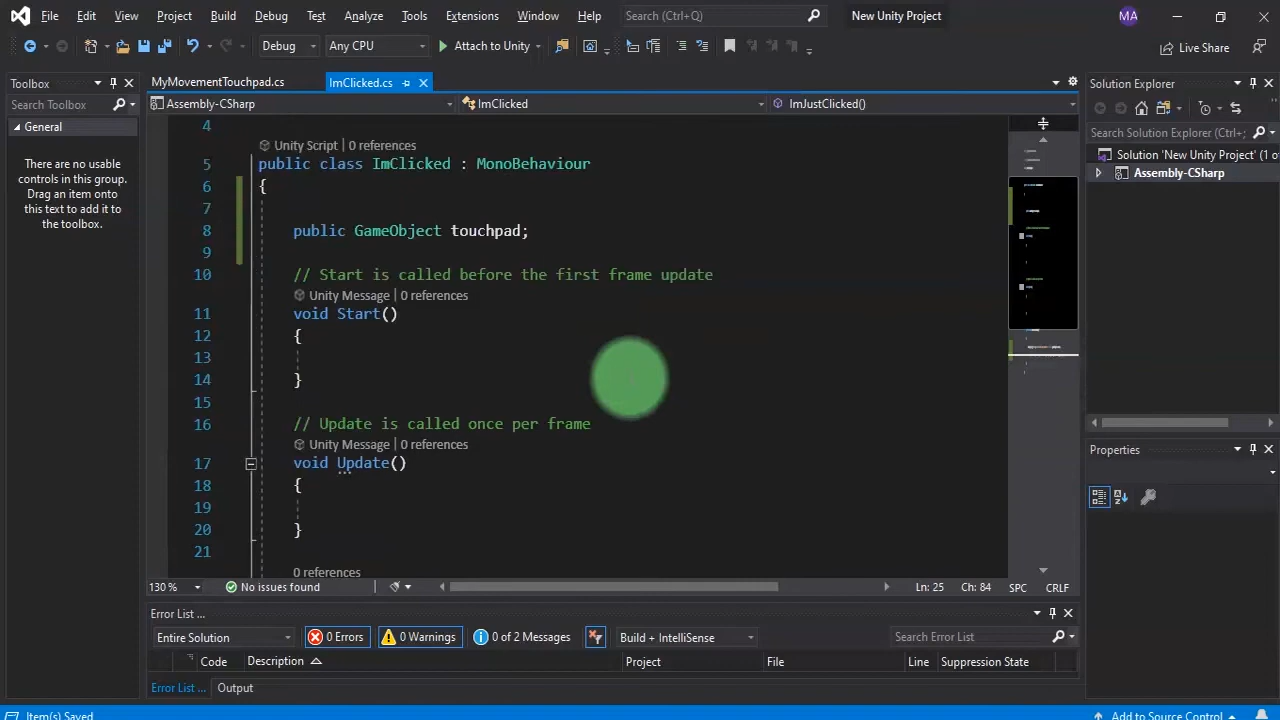 File Edit View Project Build Debug Test Analyze Tools Extensions Window Help Search (Ctrl+Q) New Unity Project MA
Debug Any CPU Attach to Unity Live Share
Toolbox
Search Toolbox
General
There are no usable
controls in this group.
Drag an item onto
this text to add it to
the toolbox.
MyMovementTouchpad.cs ImClicked.cs
Assembly-CSharp ImClicked ImJustClicked()
4
Unity Script | 0 references
5 public class ImClicked : MonoBehaviour
6 {
7
8 public GameObject touchpad;
9
10 // Start is called before the first frame update
Unity Message | 0 references
11 void Start()
12 {
13
14 }
15
16 // Update is called once per frame
Unity Message | 0 references
17 void Update()
18 {
19
20 }
21
0 references
130 % No issues found Ln: 25 Ch: 84 SPC CRLF
Error List ...
Entire Solution 0 Errors 0 Warnings 0 of 2 Messages Build + IntelliSense Search Error List
Code Description Project File Line Suppression State
Error List ... Output
Solution Explorer
Search Solution Explorer (Ctrl+;
Solution 'New Unity Project' (1 o
Assembly-CSharp
Properties
Item(s) Saved Add to Source Control